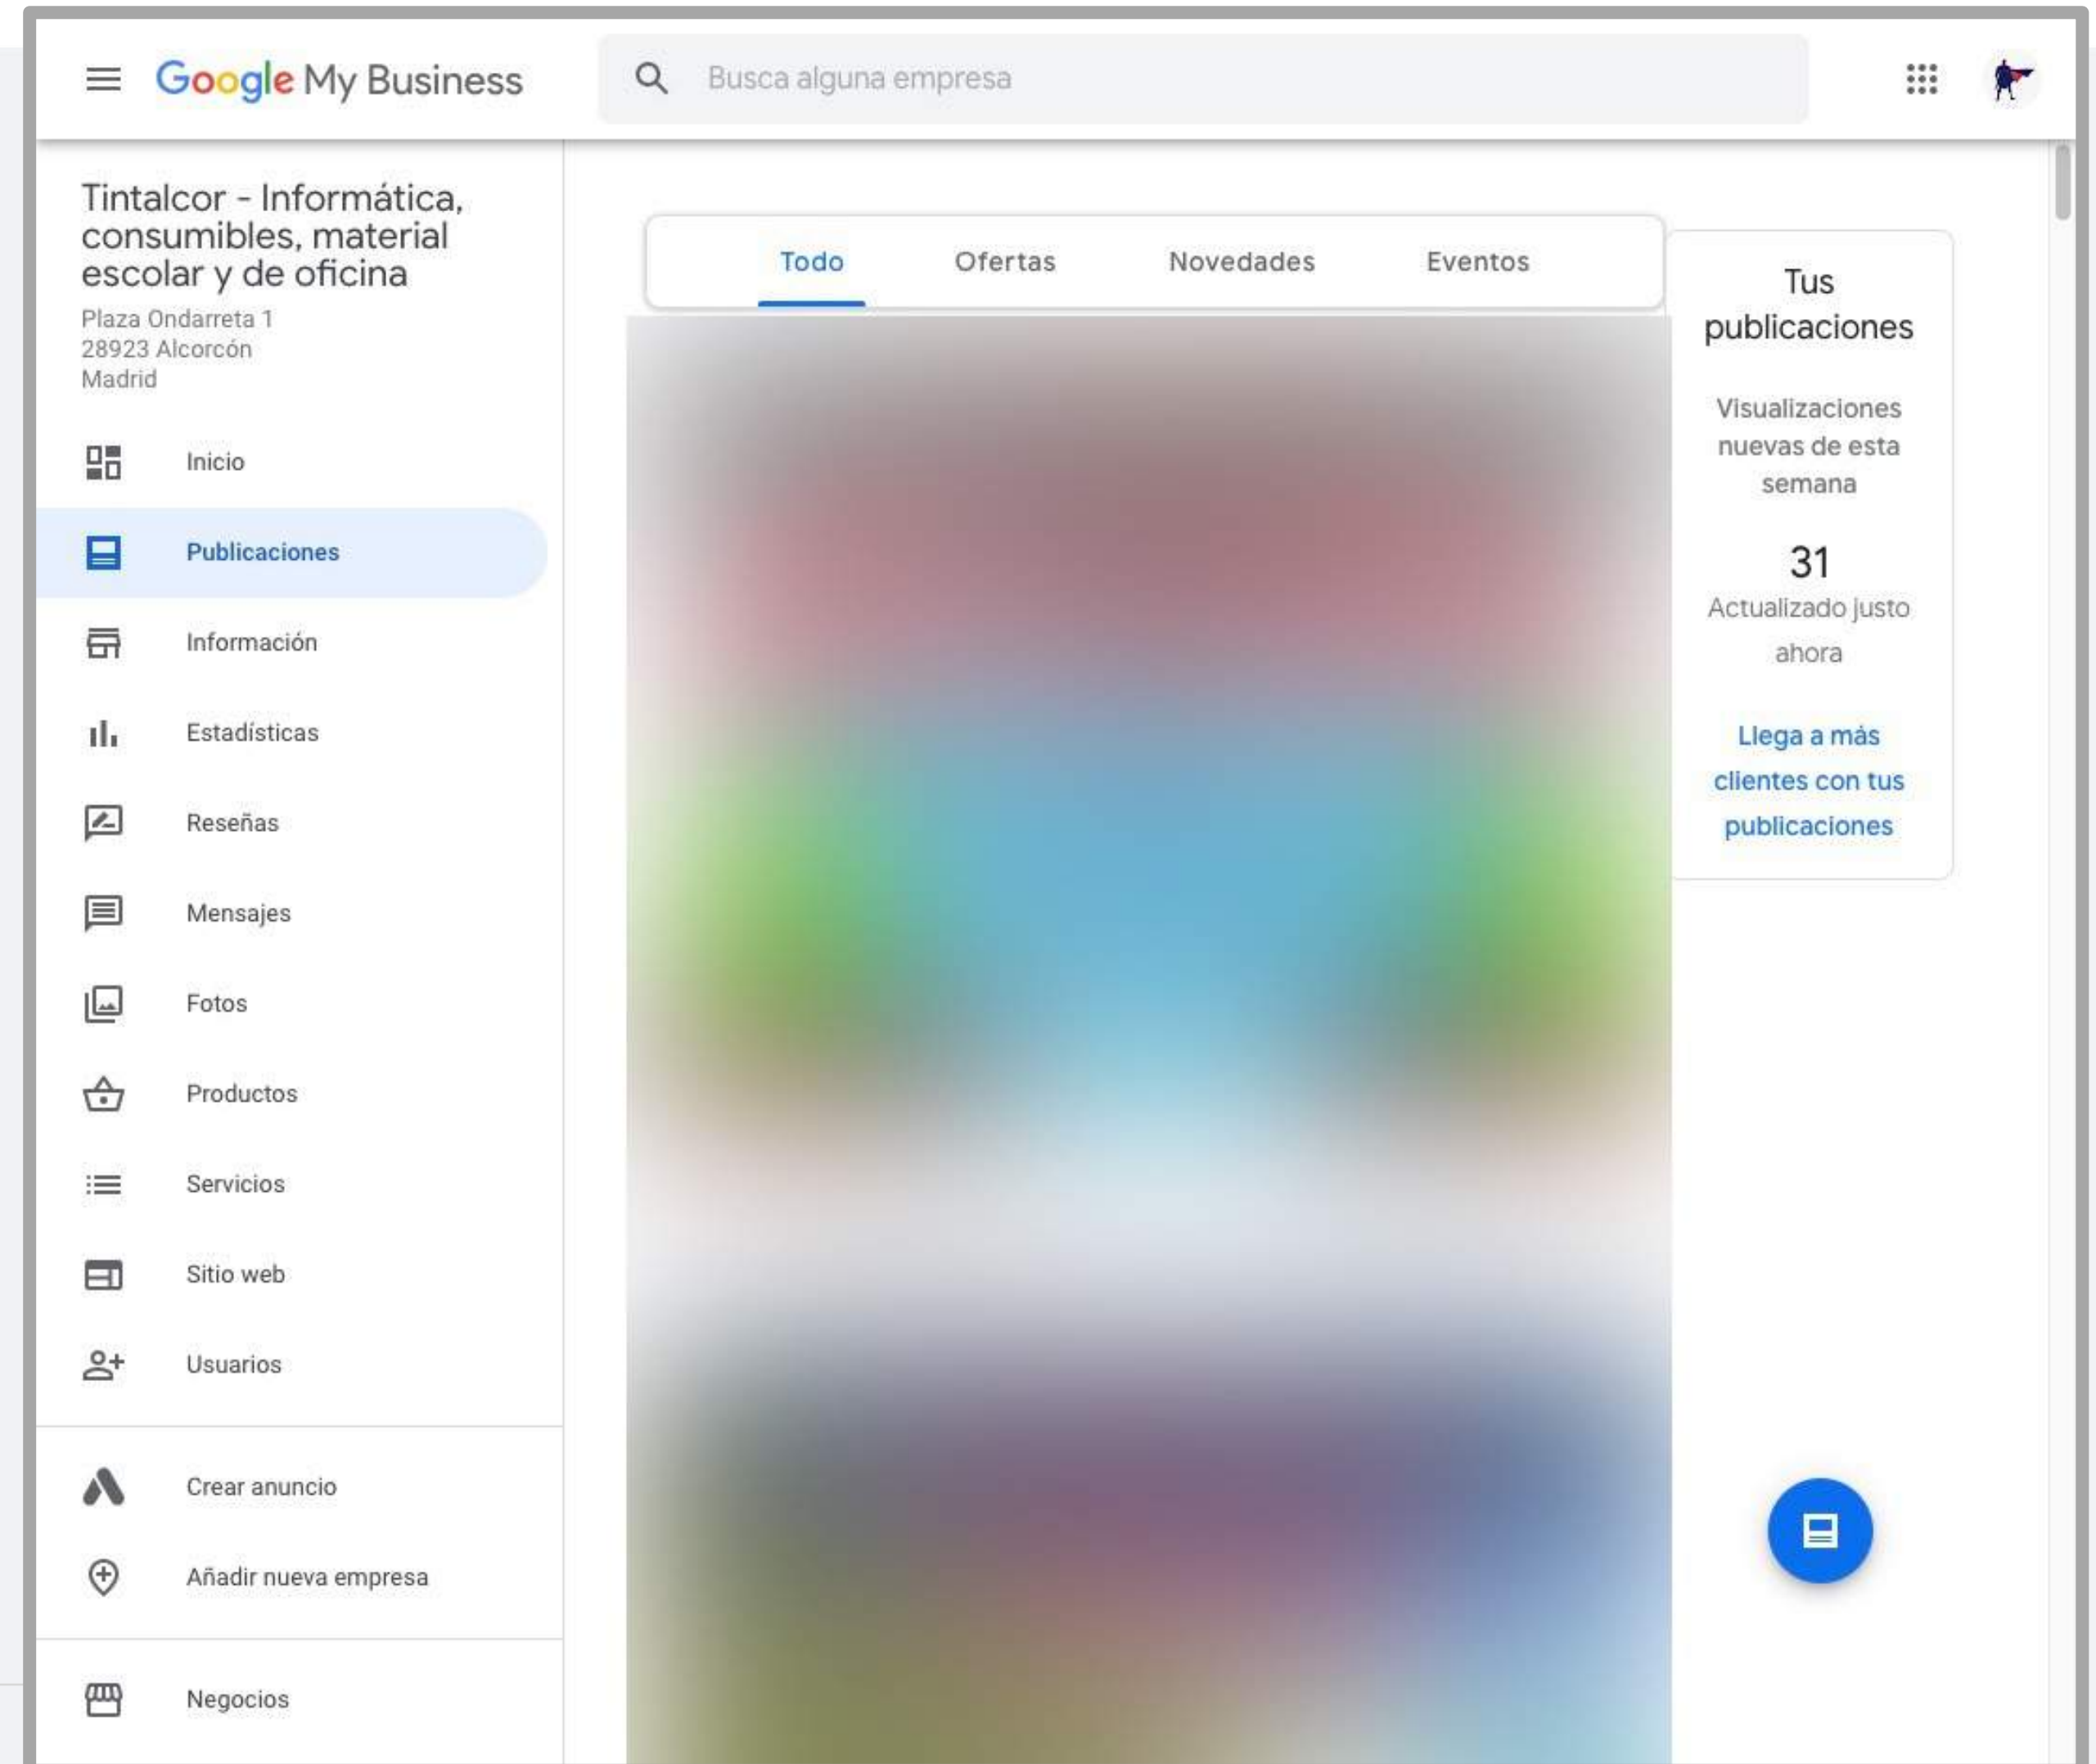 Google My Business
Busca alguna empresa
Tintalcor - Informática,
consumibles, material
escolar y de oficina
Plaza Ondarreta 1
28923 Alcorcón
Madrid
Inicio
Publicaciones
Información
Estadísticas
Reseñas
Mensajes
Fotos
Productos
Servicios
Sitio web
Usuarios
Crear anuncio
Añadir nueva empresa
Negocios
Todo Ofertas Novedades Eventos
Tus
publicaciones
Visualizaciones
nuevas de esta
semana
31
Actualizado justo
ahora
Llega a más
clientes con tus
publicaciones